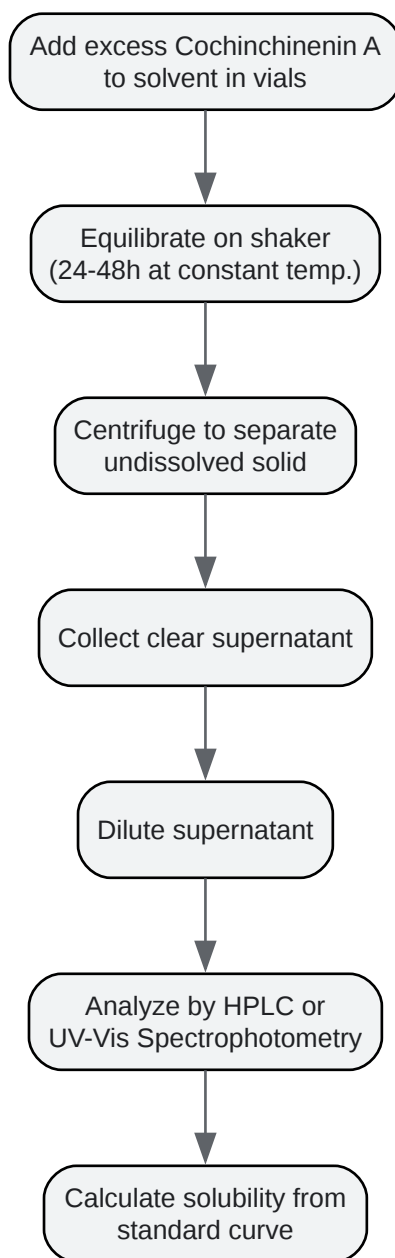 Add excess Cochinchinenin A
to solvent in vials
Equilibrate on shaker
(24-48h at constant temp.)
Centrifuge to separate
undissolved solid
Collect clear supernatant
Dilute supernatant
Analyze by HPLC or
UV-Vis Spectrophotometry
Calculate solubility from
standard curve